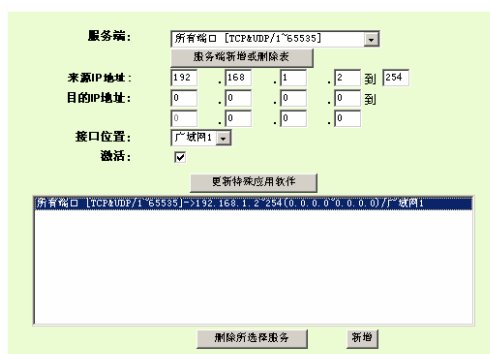 服务端： 所有端口 [TCP&UDP/1~65535]
服务端新增或删除表
来源IP地址： 192 . 168 . 1 . 2 到 254
目的IP地址： 0 . 0 . 0 . 0 到
0 . 0 . 0 . 0
接口位置： 广域网1
激活：
更新特殊应用软件
所有端口 [TCP&UDP/1~65535]->192.168.1.2~254(0.0.0.0~0.0.0.0)/广域网1
删除所选择服务 新增